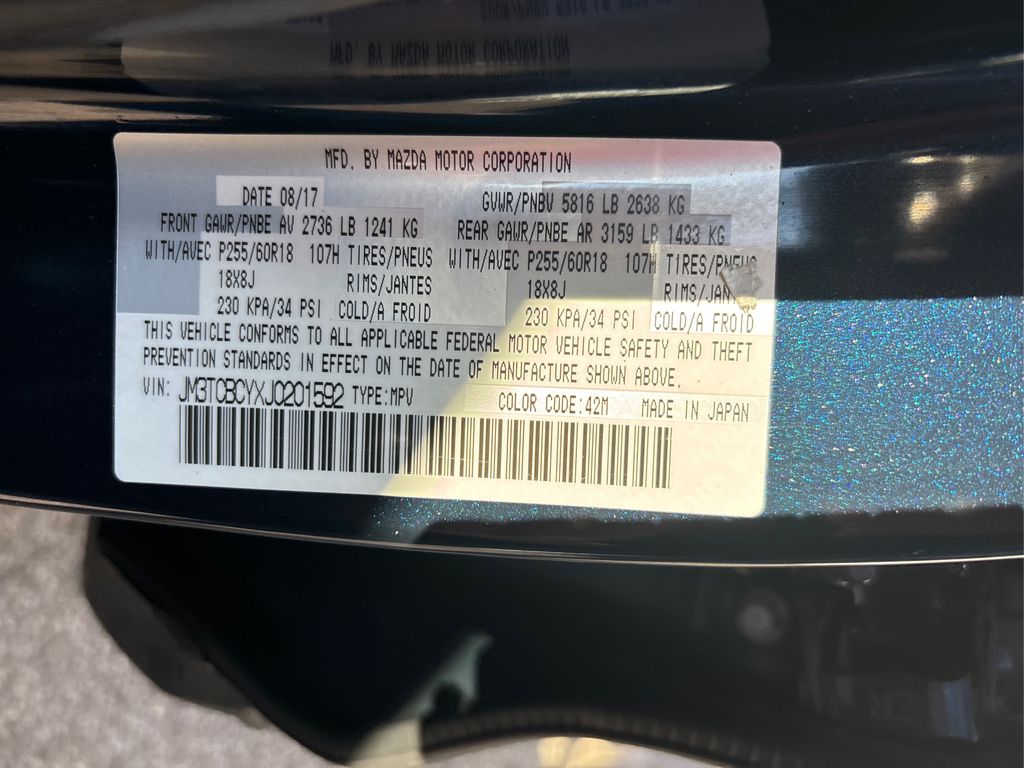 MFD. BY MAZDA MOTOR CORPORATION
DATE 08/17 GVWR/PNBV 5816 LB 2638 KG
FRONT GAWR/PNBE AV 2736 LB 1241 KG REAR GAWR/PNBE AR 3159 LB 1433 KG
WITH/AVEC P255/60R18 107H TIRES/PNEUS WITH/AVEC P255/60R18 107H TIRES/PNEUS
18X8J RIMS/JANTES 18X8J RIMS/JANTES
230 KPA/34 PSI COLD/A FROID 230 KPA/34 PSI COLD/A FROID
THIS VEHICLE CONFORMS TO ALL APPLICABLE FEDERAL MOTOR VEHICLE SAFETY AND THEFT
PREVENTION STANDARDS IN EFFECT ON THE DATE OF MANUFACTURE SHOWN ABOVE.
VIN: JM3TCBCYXJ0201592 TYPE:MPV COLOR CODE:42M MADE IN JAPAN